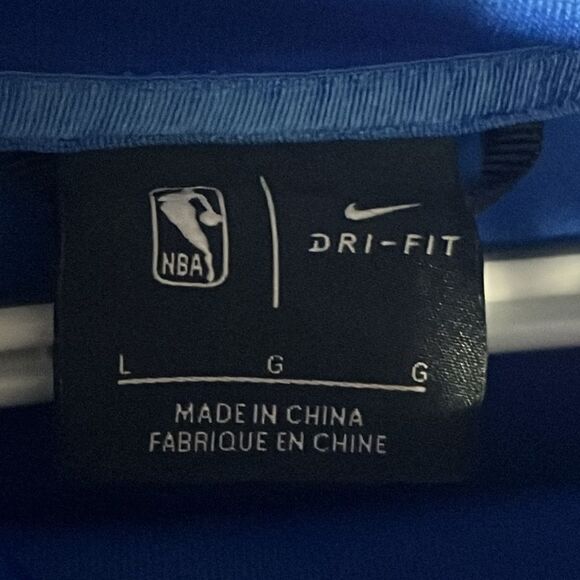 NBA
DRI-FIT
L G G
MADE IN CHINA
FABRIQUE EN CHINE